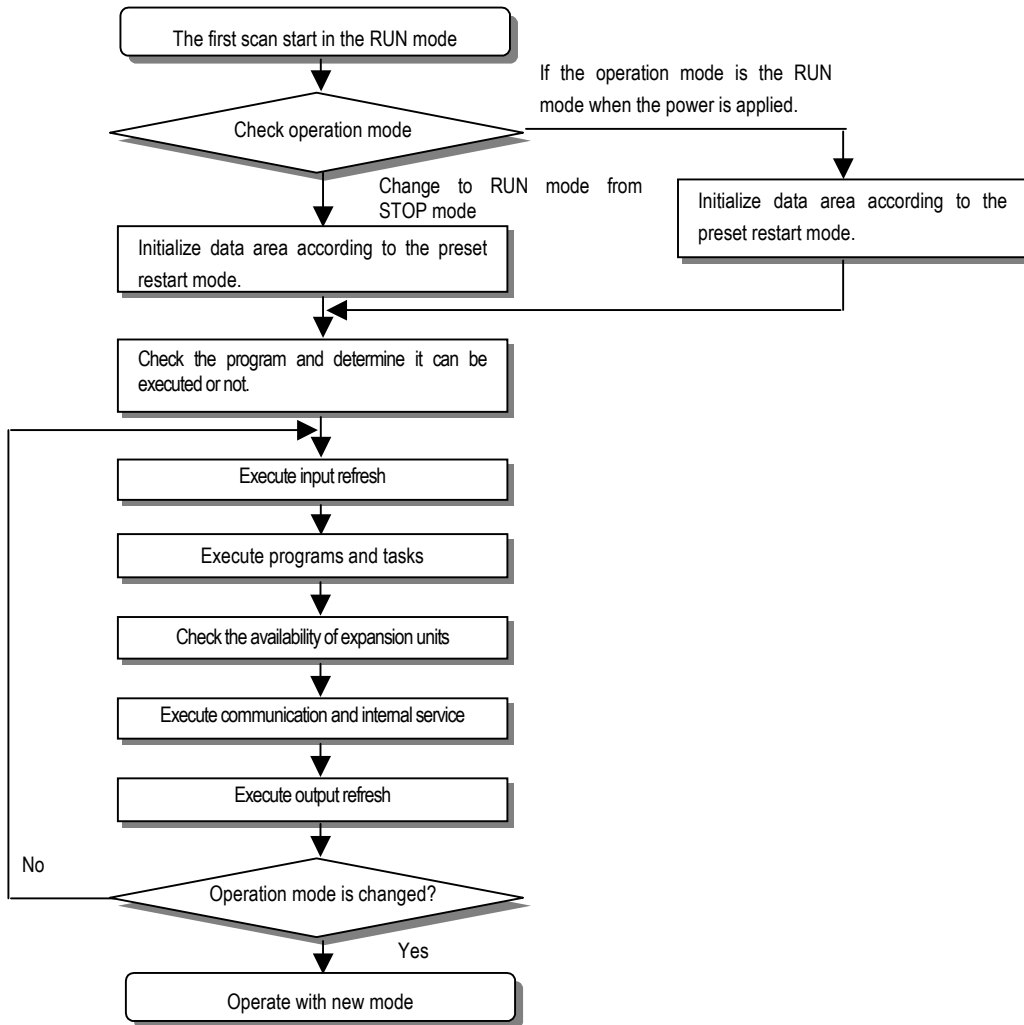 The first scan start in the RUN mode
If the operation mode is the RUN
mode when the power is applied.
Check operation mode
Change to RUN mode from
STOP mode
Initialize data area according to the
preset restart mode.
Initialize data area according to the preset
restart mode.
Check the program and determine it can be
executed or not.
Execute input refresh
Execute programs and tasks
Check the availability of expansion units
Execute communication and internal service
Execute output refresh
No
Operation mode is changed?
Yes
Operate with new mode